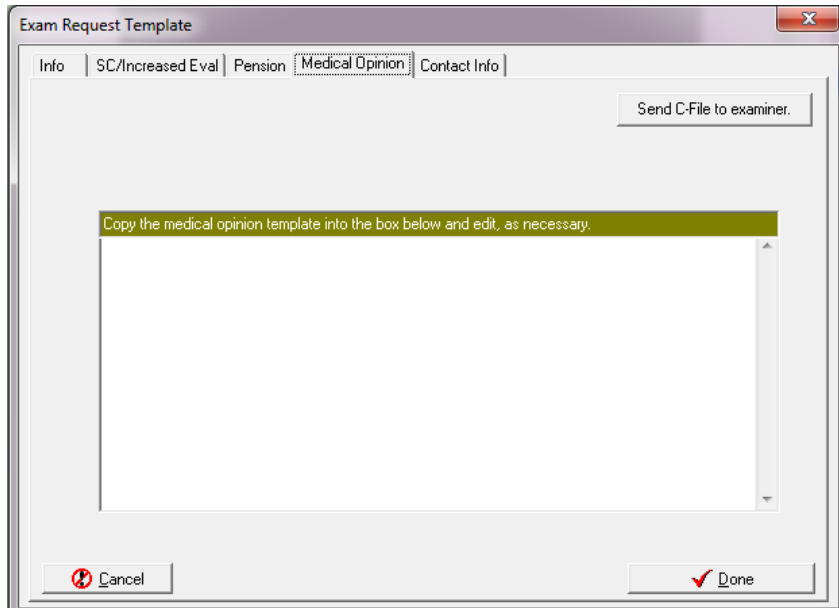 Exam Request Template
Info SC/Increased Eval Pension Medical Opinion Contact Info
Send C-File to examiner.
Copy the medical opinion template into the box below and edit, as necessary.
Cancel Done